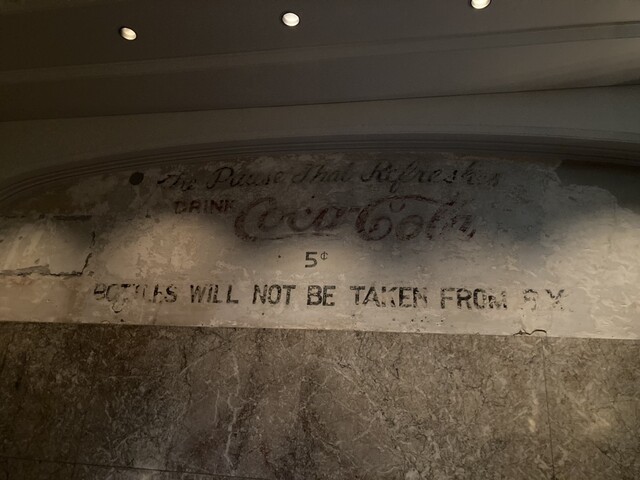 The Pause That Refreshes
DRINK Coca-Cola
5¢
BOTTLES WILL NOT BE TAKEN FROM